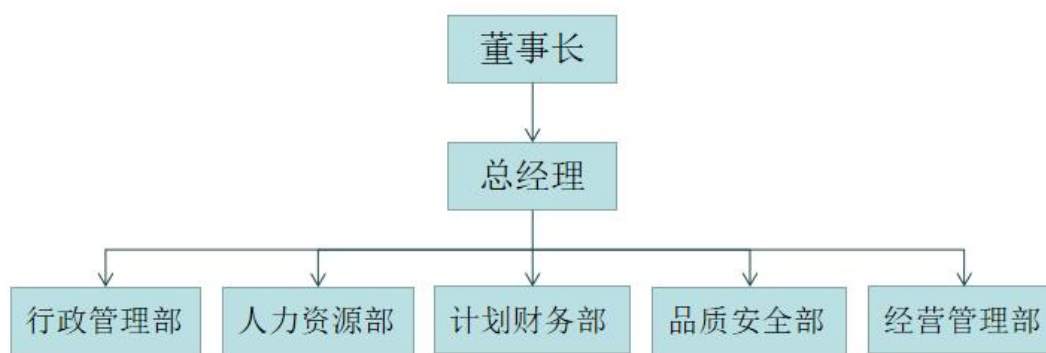 董事长
总经理
行政管理部
人力资源部
计划财务部
品质安全部
经营管理部